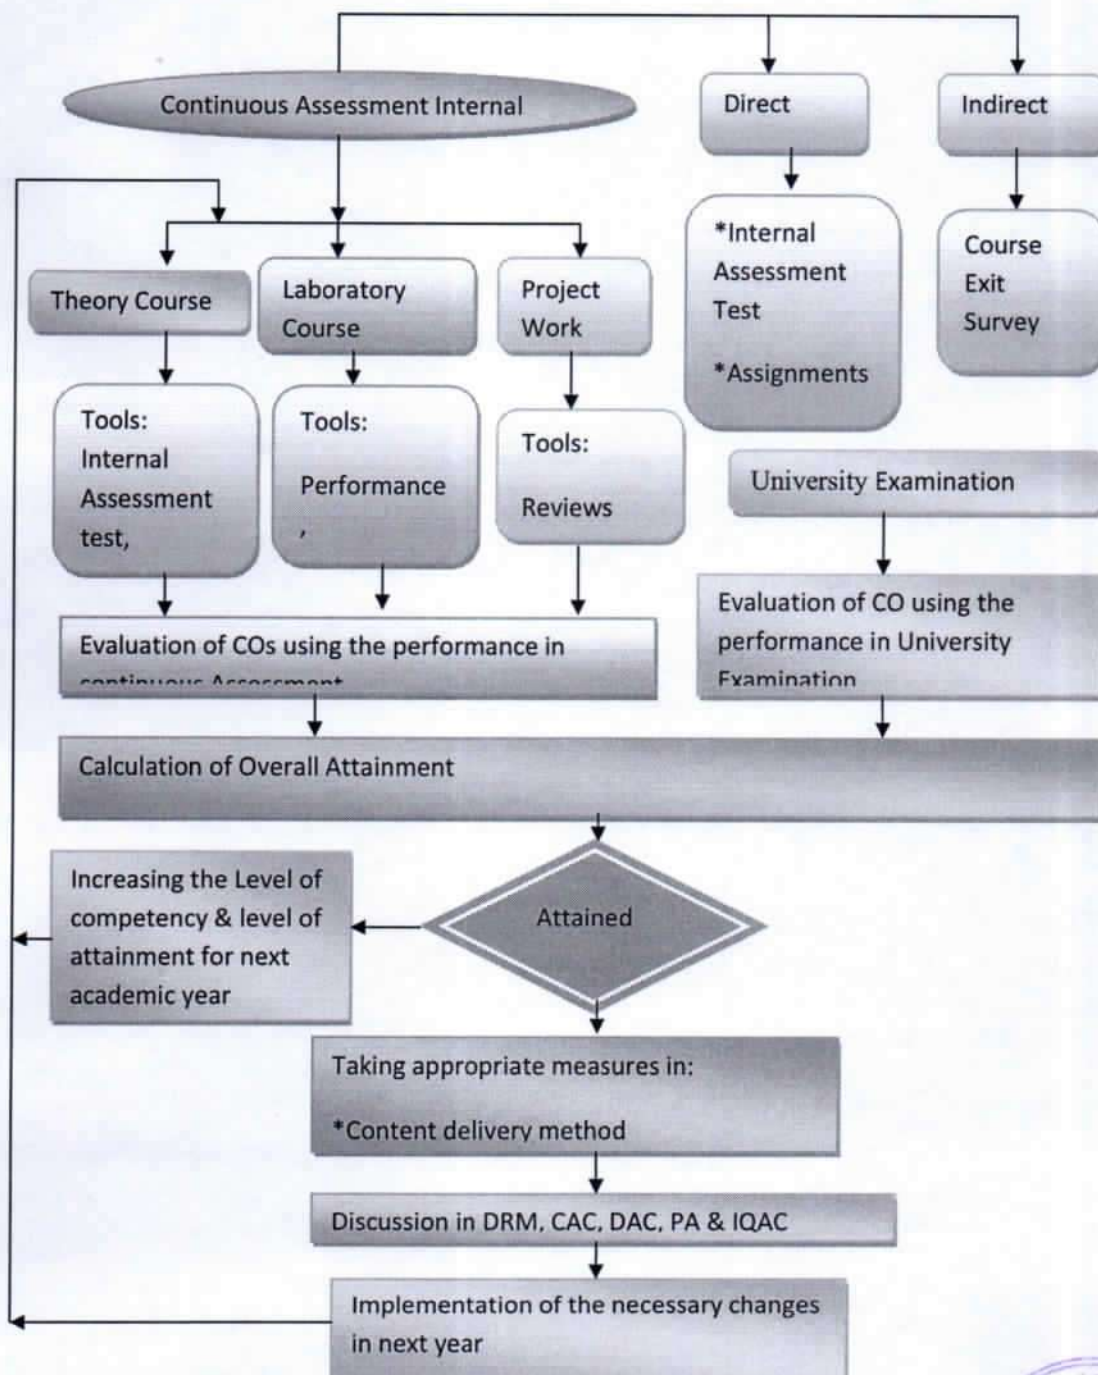 Continuous Assessment Internal
Direct
Indirect
*Internal
Assessment
Test
*Assignments
Course
Exit
Survey
Theory Course
Laboratory
Course
Project
Work
Tools:
Internal
Assessment
test,
Tools:
Performance
,
Tools:
Reviews
University Examination
Evaluation of COs using the performance in
continuous Assessment
Evaluation of CO using the
performance in University
Examination
Calculation of Overall Attainment
Increasing the Level of
competency & level of
attainment for next
academic year
Attained
Taking appropriate measures in:
*Content delivery method
Discussion in DRM, CAC, DAC, PA & IQAC
Implementation of the necessary changes
in next year